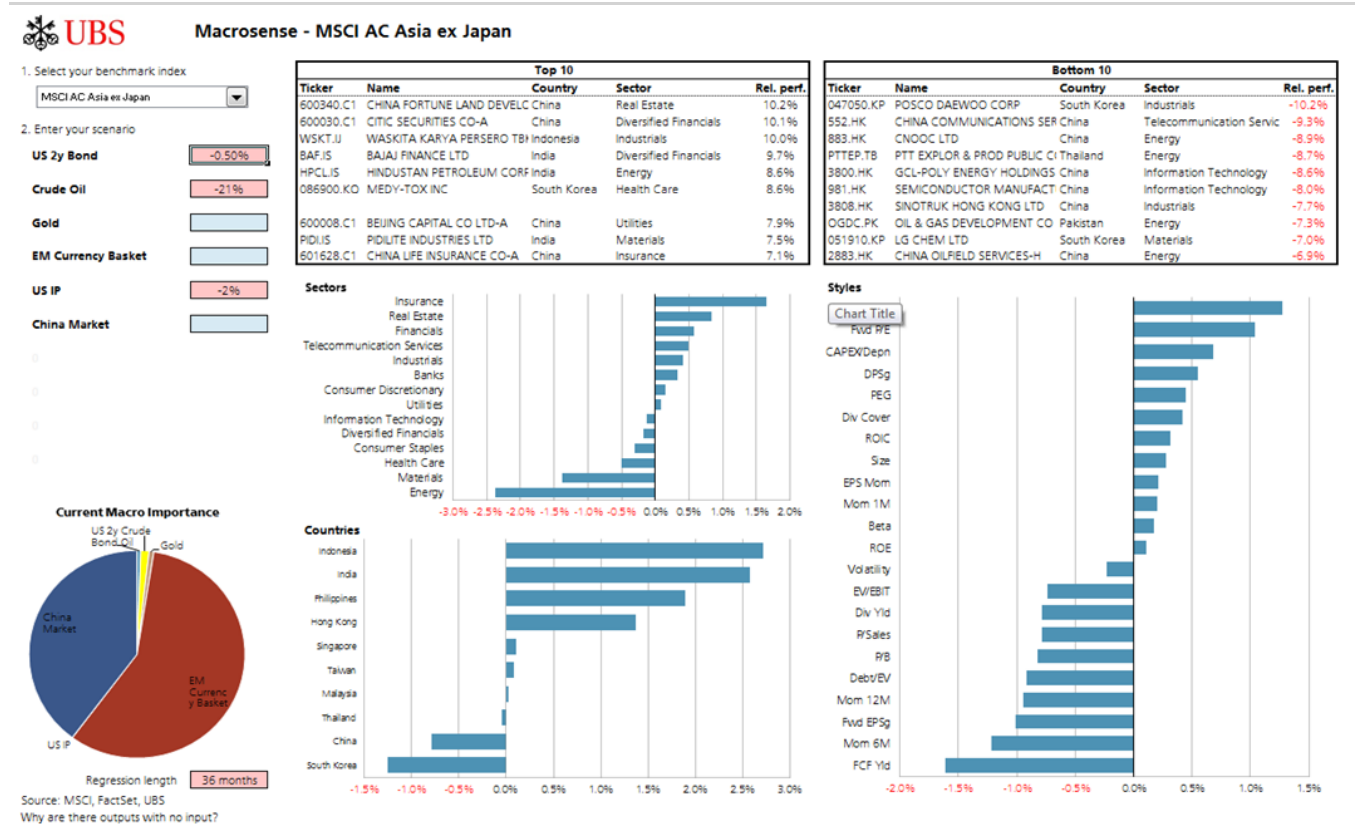 UBS
Macrosense - MSCI AC Asia ex Japan
1. Select your benchmark index
MSCI AC Asia ex Japan
2. Enter your scenario
US 2y Bond -0.50%
Crude Oil -21%
Gold
EM Currency Basket
US IP -2%
China Market
0
0
0
0
Top 10
Ticker Name Country Sector Rel. perf.
600340.C1 CHINA FORTUNE LAND DEVELC China Real Estate 10.2%
600030.C1 CITIC SECURITIES CO-A China Diversified Financials 10.1%
WSKT.IJ WASKITA KARYA PERSERO TBK Indonesia Industrials 10.0%
BAF.IS BAJAJ FINANCE LTD India Diversified Financials 9.7%
HPCL.IS HINDUSTAN PETROLEUM CORF India Energy 8.6%
086900.KO MEDY-TOX INC South Korea Health Care 8.6%
600008.C1 BEIJING CAPITAL CO LTD-A China Utilities 7.9%
PIDI.IS PIDILITE INDUSTRIES LTD India Materials 7.5%
601628.C1 CHINA LIFE INSURANCE CO-A China Insurance 7.1%
Bottom 10
Ticker Name Country Sector Rel. perf.
047050.KP POSCO DAEWOO CORP South Korea Industrials -10.2%
552.HK CHINA COMMUNICATIONS SER China Telecommunication Servic -9.3%
883.HK CNOOC LTD China Energy -8.9%
PTTEP.TB PTT EXPLOR & PROD PUBLIC C Thailand Energy -8.7%
3800.HK GCL-POLY ENERGY HOLDINGS China Information Technology -8.6%
981.HK SEMICONDUCTOR MANUFACT China Information Technology -8.0%
3808.HK SINOTRUK HONG KONG LTD China Industrials -7.7%
OGDC.PK OIL & GAS DEVELOPMENT CO Pakistan Energy -7.3%
051910.KP LG CHEM LTD South Korea Materials -7.0%
2883.HK CHINA OILFIELD SERVICES-H China Energy -6.9%
Sectors
Insurance
Real Estate
Financials
Telecommunication Services
Industrials
Banks
Consumer Discretionary
Utilities
Information Technology
Diversified Financials
Consumer Staples
Health Care
Materials
Energy
-3.0% -2.5% -2.0% -1.5% -1.0% -0.5% 0.0% 0.5% 1.0% 1.5% 2.0%
Countries
Indonesia
India
Philippines
Hong Kong
Singapore
Taiwan
Malaysia
Thailand
China
South Korea
-1.5% -1.0% -0.5% 0.0% 0.5% 1.0% 1.5% 2.0% 2.5% 3.0%
Styles
Chart Title
Fwd P/E
CAPEX/Depn
DPSg
PEG
Div Cover
ROIC
Size
EPS Mom
Mom 1M
Beta
ROE
Volatility
EV/EBIT
Div Yld
P/Sales
P/B
Debt/EV
Mom 12M
Fwd EPSg
Mom 6M
FCF Yld
-2.0% -1.5% -1.0% -0.5% 0.0% 0.5% 1.0% 1.5%
Current Macro Importance
US 2y Bond
Crude Oil
Gold
China Market
EM Currenc
y Basket
US IP
Regression length 36 months
Source: MSCI, FactSet, UBS
Why are there outputs with no input?